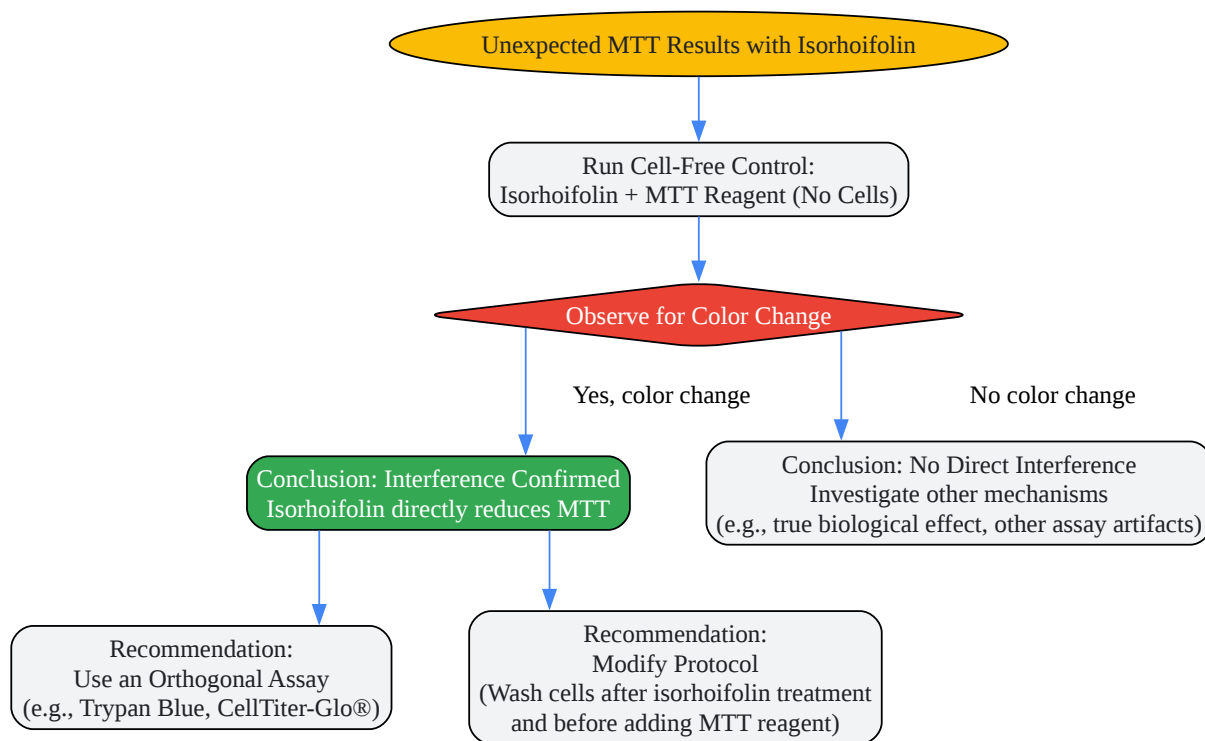 Unexpected MTT Results with Isorhoifolin
Run Cell-Free Control:
Isorhoifolin + MTT Reagent (No Cells)
Observe for Color Change
Yes, color change
No color change
Conclusion: Interference Confirmed
Isorhoifolin directly reduces MTT
Conclusion: No Direct Interference
Investigate other mechanisms
(e.g., true biological effect, other assay artifacts)
Recommendation:
Use an Orthogonal Assay
(e.g., Trypan Blue, CellTiter-Glo®)
Recommendation:
Modify Protocol
(Wash cells after isorhoifolin treatment
and before adding MTT reagent)